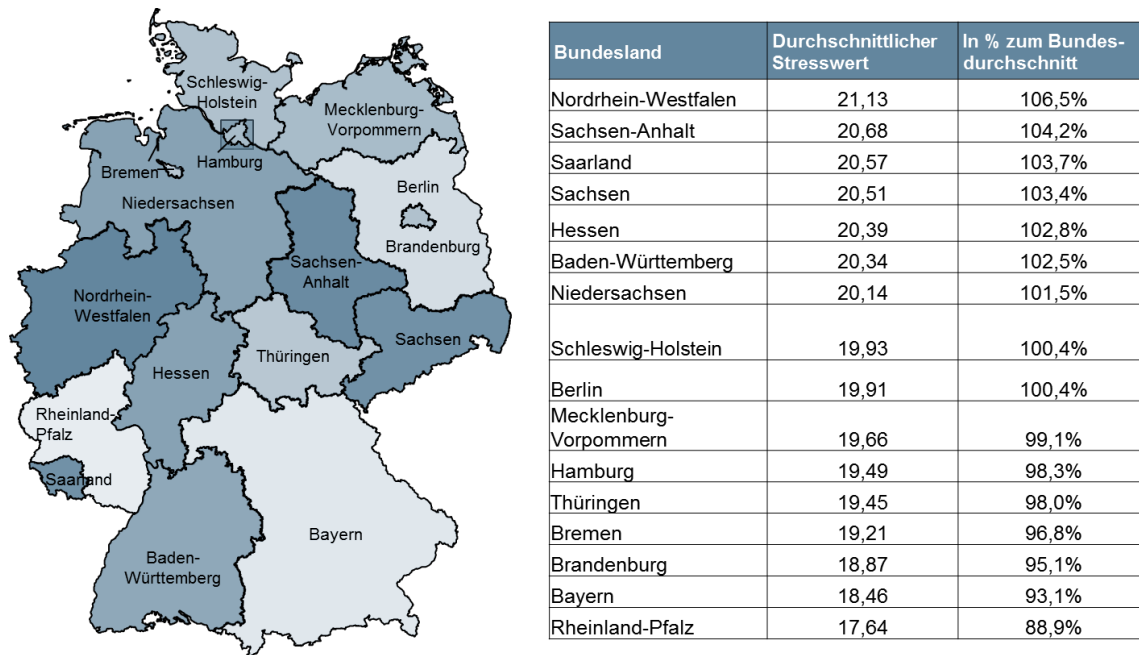 Schleswig-
Holstein
Mecklenburg-
Vorpommern
Hamburg
Bremen
Niedersachsen
Berlin
Brandenburg
Sachsen-
Anhalt
Nordrhein-
Westfalen
Sachsen
Thüringen
Hessen
Rheinland-
Pfalz
Saarland
Bayern
Baden-
Württemberg
Bundesland Durchschnittlicher Stresswert In % zum Bundes-durchschnitt
Nordrhein-Westfalen 21,13 106,5%
Sachsen-Anhalt 20,68 104,2%
Saarland 20,57 103,7%
Sachsen 20,51 103,4%
Hessen 20,39 102,8%
Baden-Württemberg 20,34 102,5%
Niedersachsen 20,14 101,5%
Schleswig-Holstein 19,93 100,4%
Berlin 19,91 100,4%
Mecklenburg-
Vorpommern 19,66 99,1%
Hamburg 19,49 98,3%
Thüringen 19,45 98,0%
Bremen 19,21 96,8%
Brandenburg 18,87 95,1%
Bayern 18,46 93,1%
Rheinland-Pfalz 17,64 88,9%